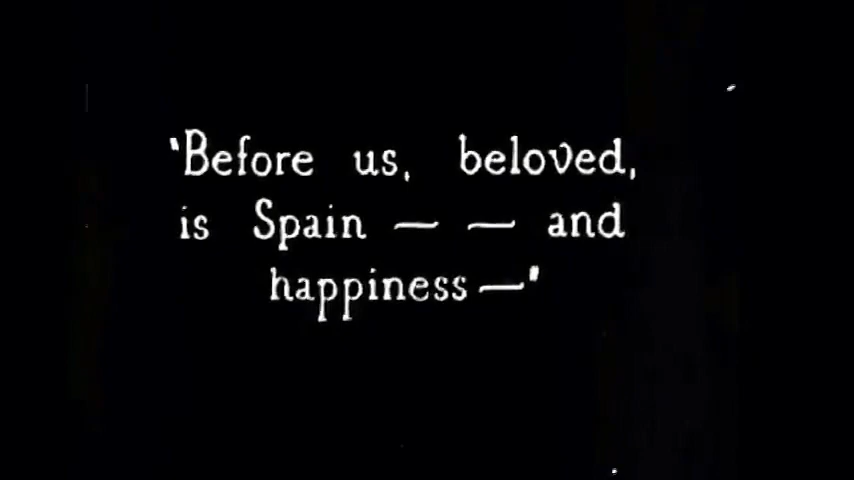 "Before us, beloved,
is Spain — — and
happiness —"